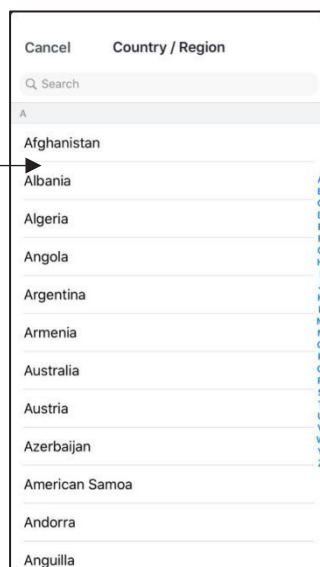 Cancel Country / Region
Search
A
Afghanistan
Albania
Algeria
Angola
Argentina
Armenia
Australia
Austria
Azerbaijan
American Samoa
Andorra
Anguilla